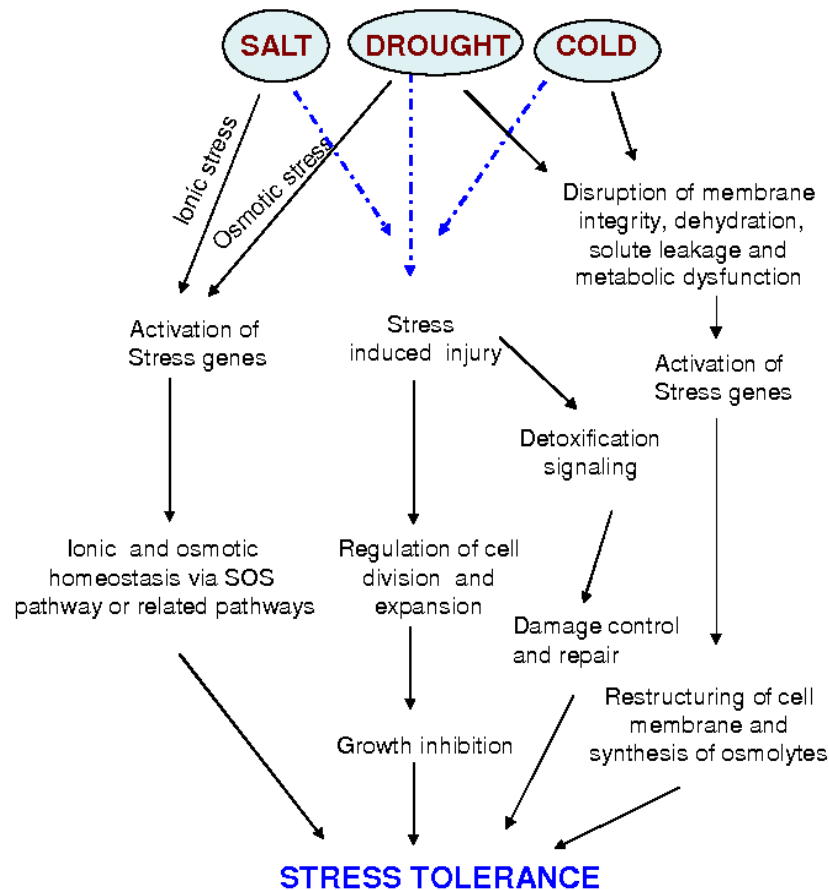 SALT
DROUGHT
COLD
Ionic stress
Osmotic stress
Disruption of membrane
integrity, dehydration,
solute leakage and
metabolic dysfunction
Activation of
Stress genes
Stress
induced injury
Activation of
Stress genes
Detoxification
signaling
Ionic and osmotic
homeostasis via SOS
pathway or related pathways
Regulation of cell
division and
expansion
Damage control
and repair
Restructuring of cell
membrane and
synthesis of osmolytes
Growth inhibition
STRESS TOLERANCE